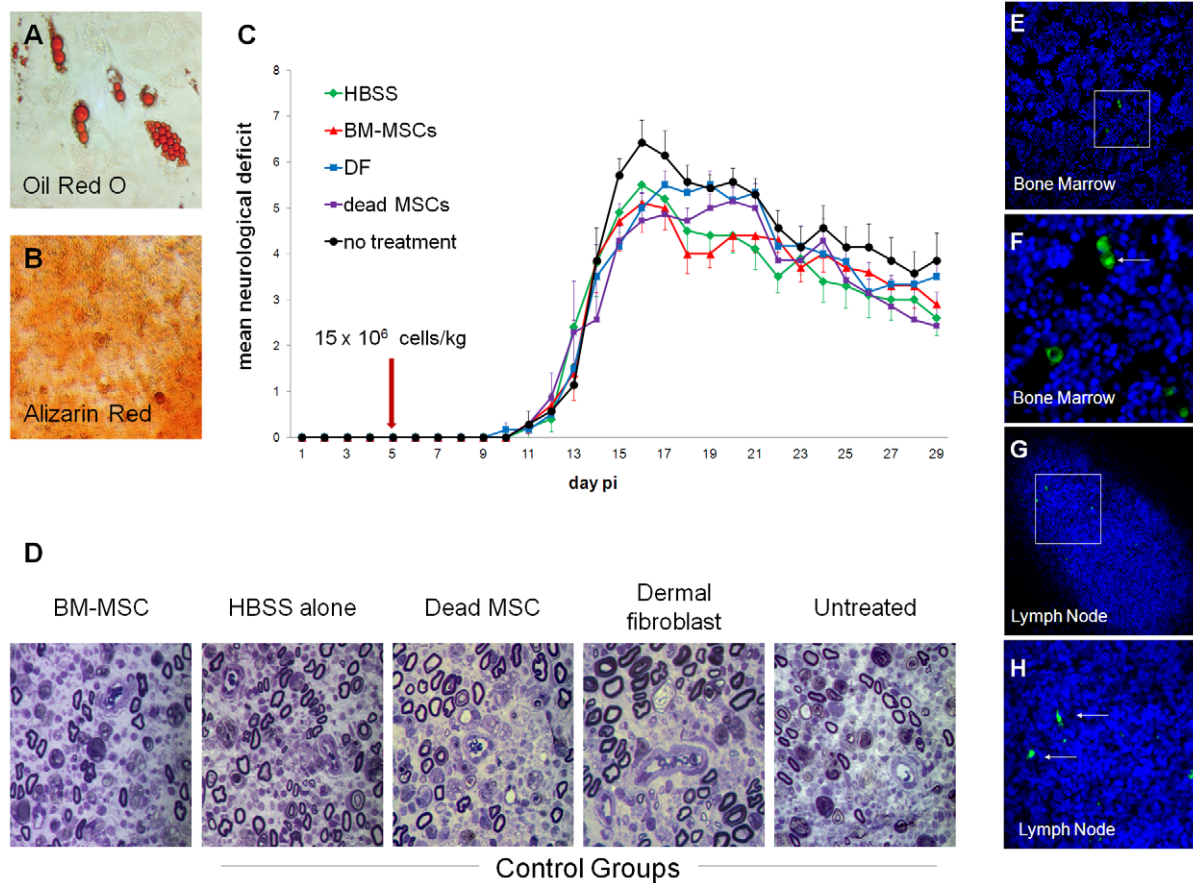 A
Oil Red O
B
Alizarin Red
C
mean neurological deficit
8
7
6
5
4
3
2
1
0
HBSS
BM-MSCs
DF
dead MSCs
no treatment
15 x 10⁶ cells/kg
1 3 5 7 9 11 13 15 17 19 21 23 25 27 29
day pi
D
BM-MSC
HBSS alone
Dead MSC
Dermal
fibroblast
Untreated
Control Groups
E
Bone Marrow
F
Bone Marrow
G
Lymph Node
H
Lymph Node